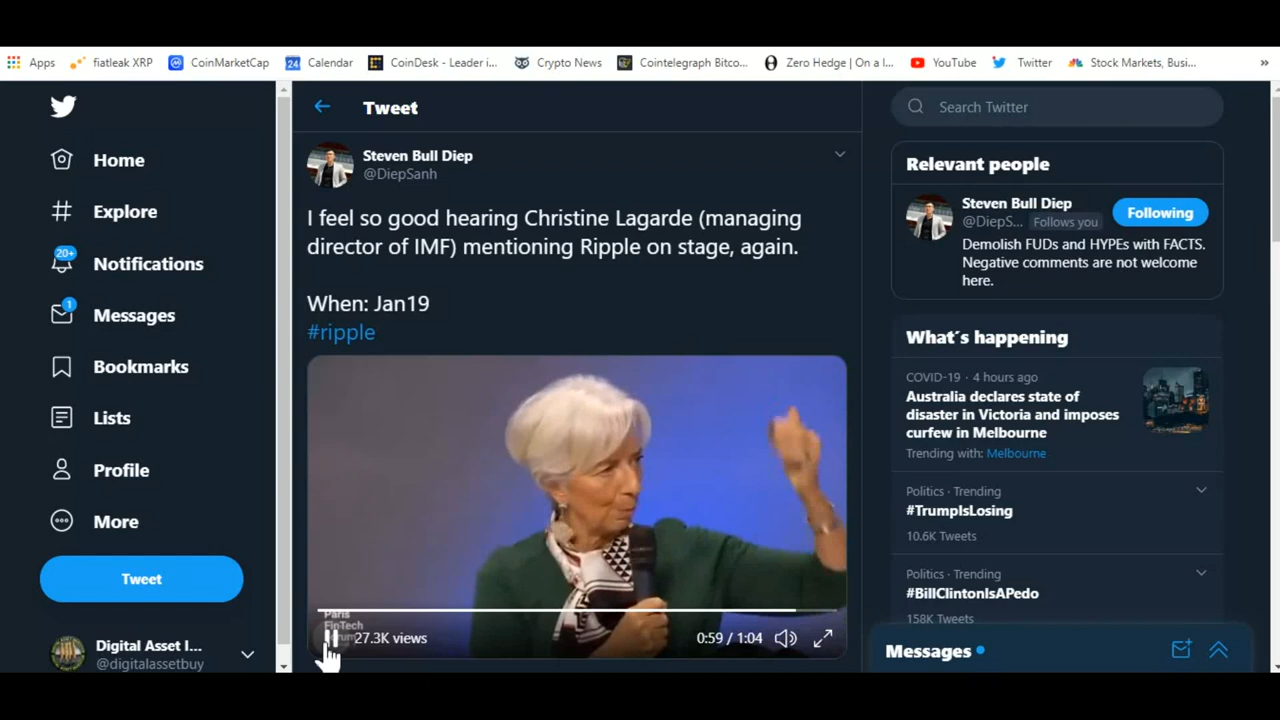 Apps fiatleak XRP CoinMarketCap 24 Calendar CoinDesk - Leader i... Crypto News Cointelegraph Bitco... Zero Hedge | On a l... YouTube Twitter Stock Markets, Busi... »
Home
Explore
20+
Notifications
1
Messages
Bookmarks
Lists
Profile
More
Tweet
Digital Asset I...
@digitalassetbuy
Tweet
Steven Bull Diep
@DiepSanh
I feel so good hearing Christine Lagarde (managing
director of IMF) mentioning Ripple on stage, again.
When: Jan19
#ripple
Paris
FinTech
Forum
27.3K views 0:59 / 1:04
Search Twitter
Relevant people
Steven Bull Diep
@DiepS... Follows you
Following
Demolish FUDs and HYPEs with FACTS.
Negative comments are not welcome
here.
What´s happening
COVID-19 · 4 hours ago
Australia declares state of
disaster in Victoria and imposes
curfew in Melbourne
Trending with: Melbourne
Politics · Trending
#TrumpIsLosing
10.6K Tweets
Politics · Trending
#BillClintonIsAPedo
158K Tweets
Messages